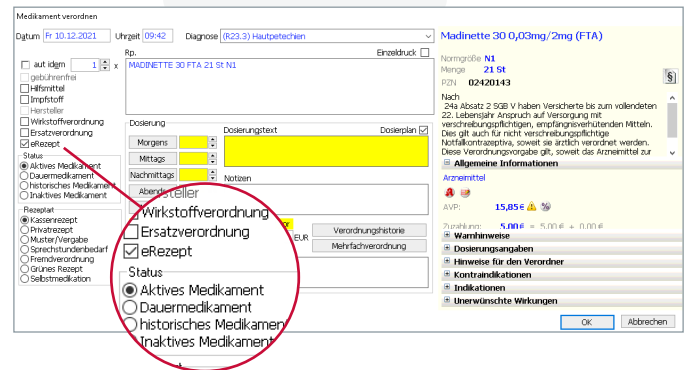 Medikament verordnen
Datum Fr 10.12.2021 Uhrzeit 09:42 Diagnose (R23.3) Hautpetechien
Rp. Einzeldruck
MADINETTE 30 FTA 21 St N1
aut idem 1 x
gebührenfrei
Hilfsmittel
Impfstoff
Hersteller
Wirkstoffverordnung
Ersatzverordnung
eRezept
Status
Aktives Medikament
Dauermedikament
historisches Medikament
Inaktives Medikament
Rezeptart
Kassenrezept
Privatrezept
Muster/Vergabe
Sprechstundenbedarf
Fremdverordnung
Grünes Rezept
Selbstmedikation
Dosierung
Dosierungstext Dosierplan
Morgens
Mittags
Nachmittags
Abends
Notizen
EUR
Verordnungshistorie
Mehrfachverordnung
steller
Wirkstoffverordnung
Ersatzverordnung
eRezept
Status
Aktives Medikament
Dauermedikament
historisches Medikamen
Inaktives Medikament
Madinette 30 0,03mg/2mg (FTA)
Normgröße N1
Menge 21 St
PZN 02420143
§
Nach
24a Absatz 2 SGB V haben Versicherte bis zum vollendeten
22. Lebensjahr Anspruch auf Versorgung mit
verschreibungspflichtigen, empfängnisverhütenden Mitteln.
Dies gilt auch für nicht verschreibungspflichtige
Notfallkontrazeptiva, soweit sie ärztlich verordnet werden.
Diese Verordnungsvorgabe gilt, soweit das Arzneimittel zur
Allgemeine Informationen
Arzneimittel
AVP: 15,85 € %
Zuzahlung: 5,00 € = 5,00 € + 0,00 €
Warnhinweise
Dosierungsangaben
Hinweise für den Verordner
Kontraindikationen
Indikationen
Unerwünschte Wirkungen
OK Abbrechen